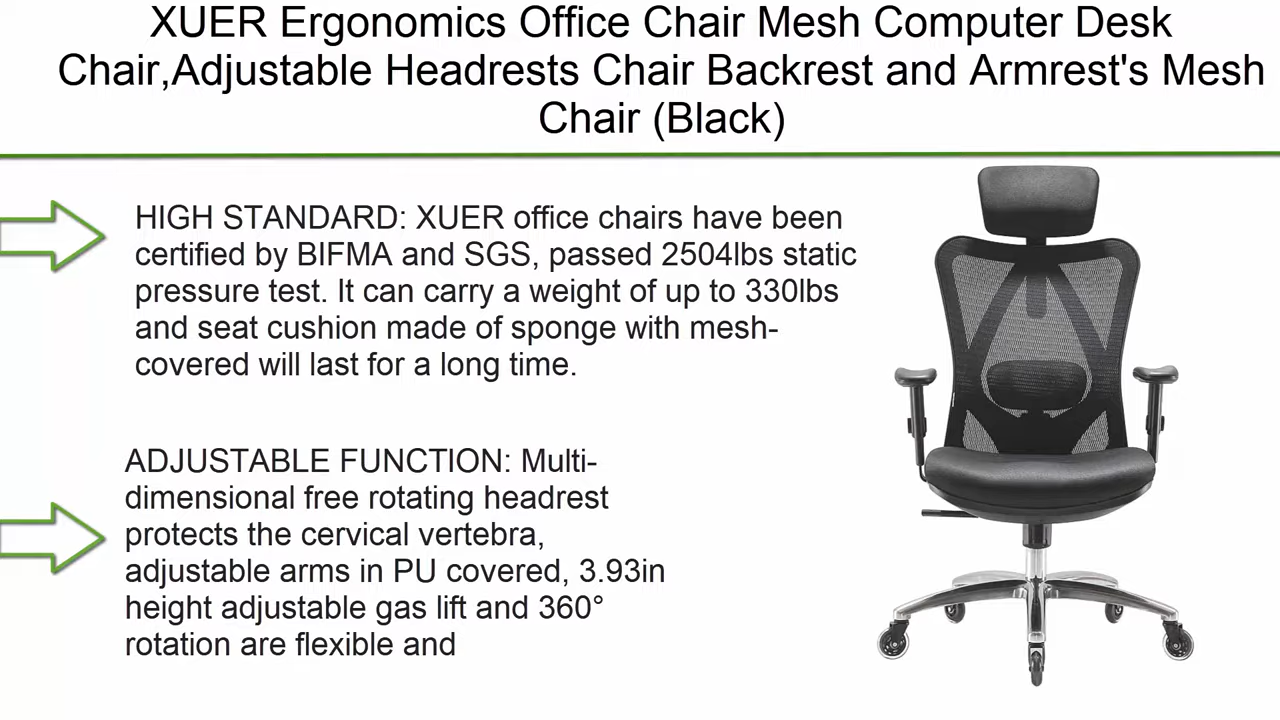 XUER Ergonomics Office Chair Mesh Computer Desk
Chair,Adjustable Headrests Chair Backrest and Armrest's Mesh
Chair (Black)
HIGH STANDARD: XUER office chairs have been
certified by BIFMA and SGS, passed 2504lbs static
pressure test. It can carry a weight of up to 330lbs
and seat cushion made of sponge with mesh-
covered will last for a long time.
ADJUSTABLE FUNCTION: Multi-
dimensional free rotating headrest
protects the cervical vertebra,
adjustable arms in PU covered, 3.93in
height adjustable gas lift and 360°
rotation are flexible and